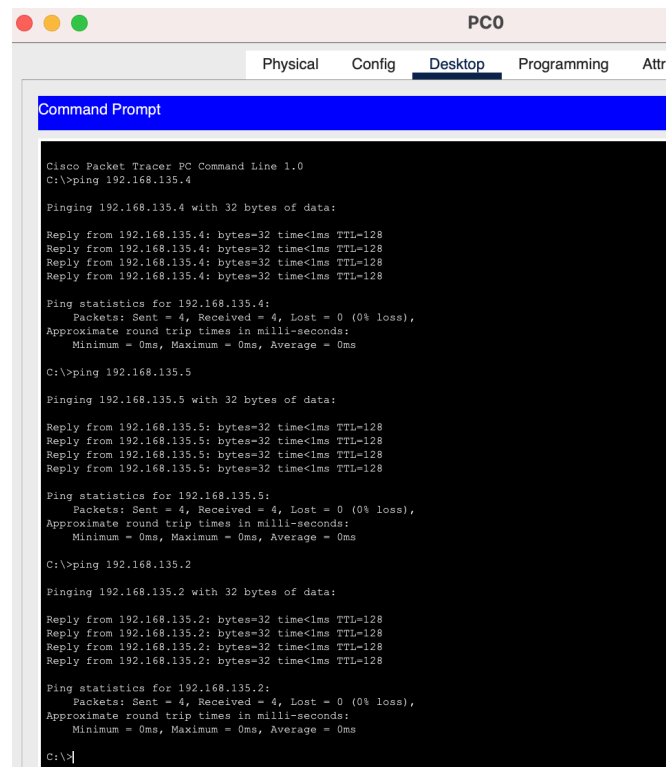 PC0
Physical Config Desktop Programming Attr
Command Prompt
Cisco Packet Tracer PC Command Line 1.0
C:\>ping 192.168.135.4
Pinging 192.168.135.4 with 32 bytes of data:
Reply from 192.168.135.4: bytes=32 time<1ms TTL=128
Reply from 192.168.135.4: bytes=32 time<1ms TTL=128
Reply from 192.168.135.4: bytes=32 time<1ms TTL=128
Reply from 192.168.135.4: bytes=32 time<1ms TTL=128
Ping statistics for 192.168.135.4:
Packets: Sent = 4, Received = 4, Lost = 0 (0% loss),
Approximate round trip times in milli-seconds:
Minimum = 0ms, Maximum = 0ms, Average = 0ms
C:\>ping 192.168.135.5
Pinging 192.168.135.5 with 32 bytes of data:
Reply from 192.168.135.5: bytes=32 time<1ms TTL=128
Reply from 192.168.135.5: bytes=32 time<1ms TTL=128
Reply from 192.168.135.5: bytes=32 time<1ms TTL=128
Reply from 192.168.135.5: bytes=32 time<1ms TTL=128
Ping statistics for 192.168.135.5:
Packets: Sent = 4, Received = 4, Lost = 0 (0% loss),
Approximate round trip times in milli-seconds:
Minimum = 0ms, Maximum = 0ms, Average = 0ms
C:\>ping 192.168.135.2
Pinging 192.168.135.2 with 32 bytes of data:
Reply from 192.168.135.2: bytes=32 time<1ms TTL=128
Reply from 192.168.135.2: bytes=32 time<1ms TTL=128
Reply from 192.168.135.2: bytes=32 time<1ms TTL=128
Reply from 192.168.135.2: bytes=32 time<1ms TTL=128
Ping statistics for 192.168.135.2:
Packets: Sent = 4, Received = 4, Lost = 0 (0% loss),
Approximate round trip times in milli-seconds:
Minimum = 0ms, Maximum = 0ms, Average = 0ms
C:\>